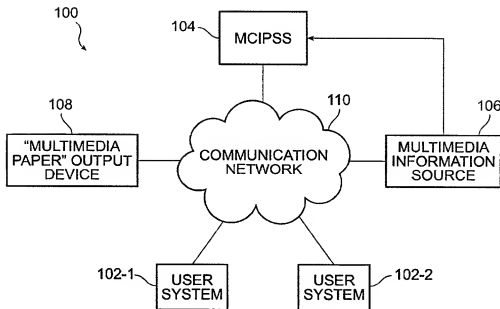 100
104
MCIPSS
108
"MULTIMEDIA
PAPER" OUTPUT
DEVICE
110
COMMUNICATION
NETWORK
106
MULTIMEDIA
INFORMATION
SOURCE
102-1
USER
SYSTEM
USER
SYSTEM
102-2